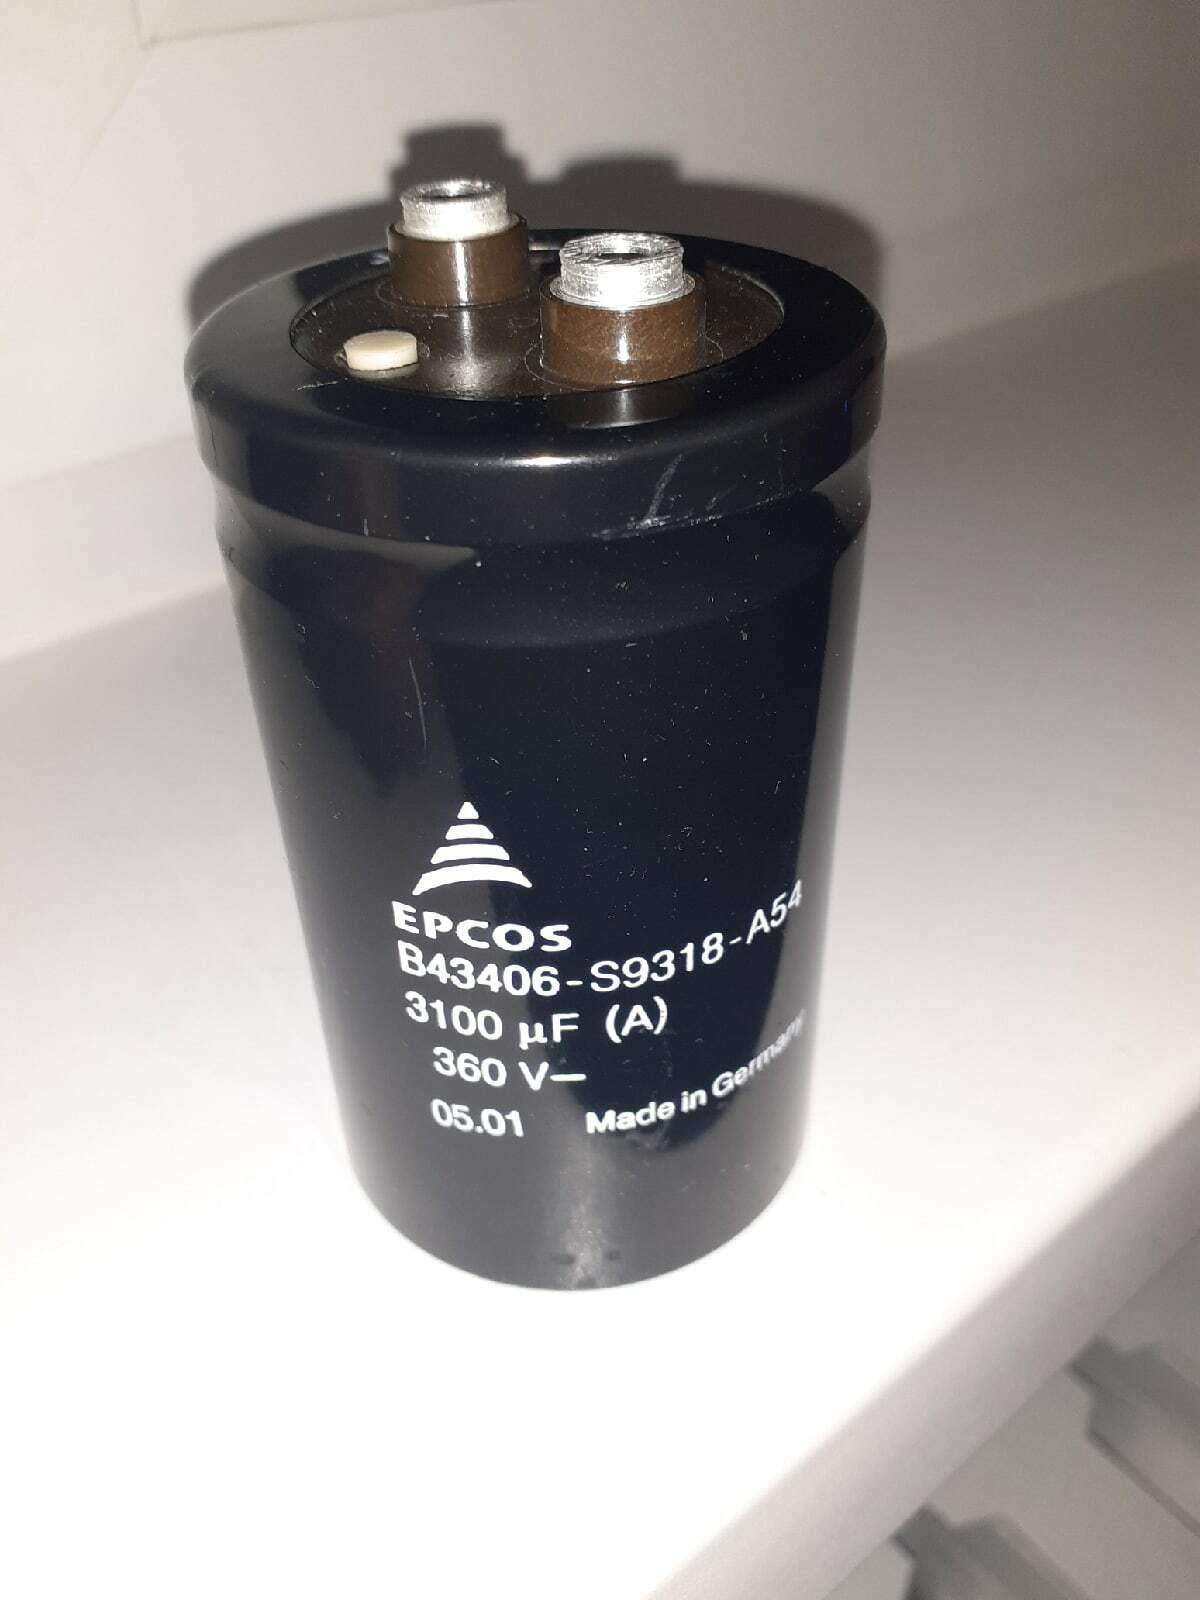 EPCOS
B43406-S9318-A54
3100 µF (A)
360 V–
05.01 Made in Germany